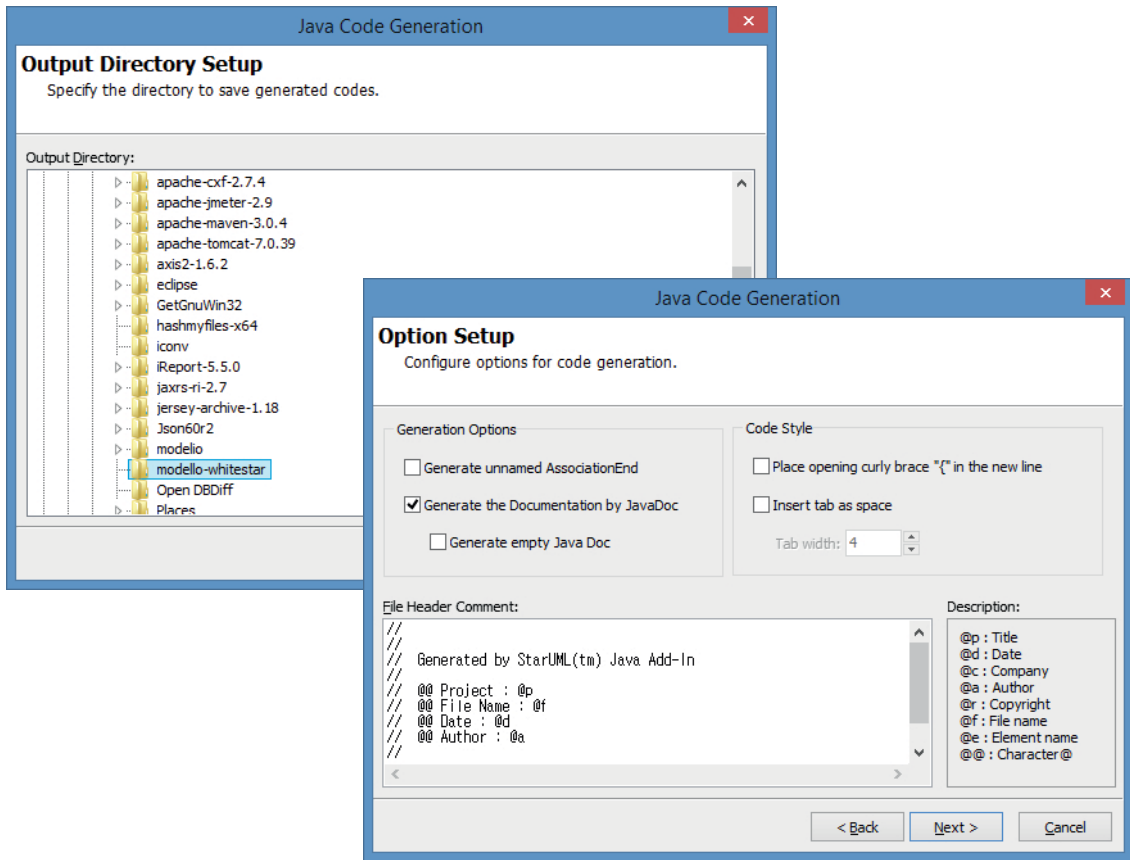 Java Code Generation
Output Directory Setup
Specify the directory to save generated codes.
Output Directory:
apache-cxf-2.7.4
apache-jmeter-2.9
apache-maven-3.0.4
apache-tomcat-7.0.39
axis2-1.6.2
eclipse
GetGnuWin32
hashmyfiles-x64
iconv
iReport-5.5.0
jaxrs-ri-2.7
jersey-archive-1.18
Json60r2
modelio
modello-whitestar
Open DBDiff
Places
Java Code Generation
Option Setup
Configure options for code generation.
Generation Options
Generate unnamed AssociationEnd
Generate the Documentation by JavaDoc
Generate empty Java Doc
Code Style
Place opening curly brace "{" in the new line
Insert tab as space
Tab width: 4
File Header Comment:
//
//
// Generated by StarUML(tm) Java Add-In
//
// @@ Project : @p
// @@ File Name : @f
// @@ Date : @d
// @@ Author : @a
//
Description:
@p : Title
@d : Date
@c : Company
@a : Author
@r : Copyright
@f : File name
@e : Element name
@@ : Character@
< Back
Next >
Cancel